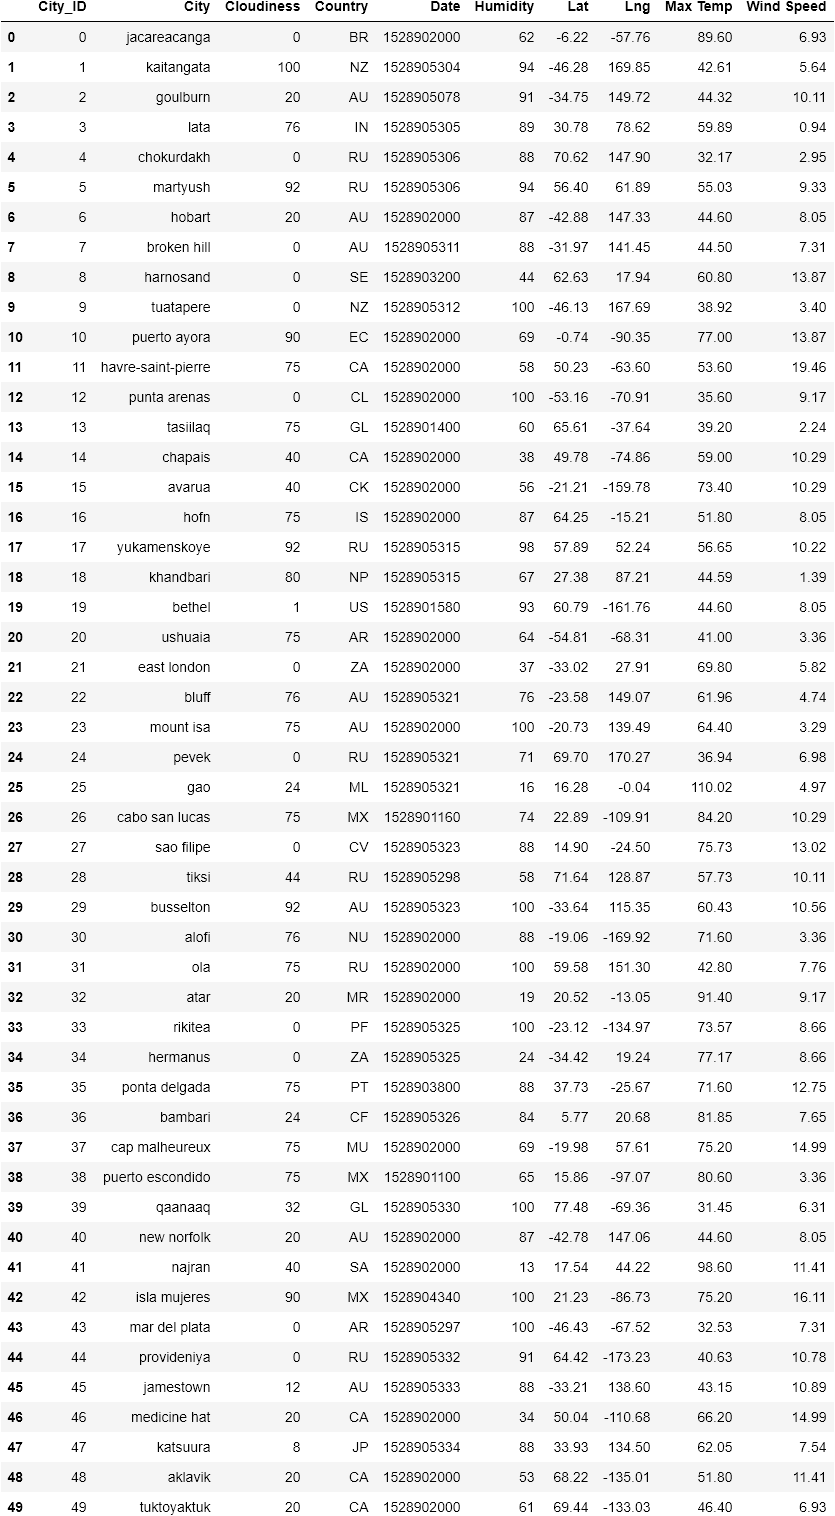 City_ID City Cloudiness Country Date Humidity Lat Lng Max Temp Wind Speed
0 0 jacareacanga 0 BR 1528902000 62 -6.22 -57.76 89.60 6.93
1 1 kaitangata 100 NZ 1528905304 94 -46.28 169.85 42.61 5.64
2 2 goulburn 20 AU 1528905078 91 -34.75 149.72 44.32 10.11
3 3 lata 76 IN 1528905305 89 30.78 78.62 59.89 0.94
4 4 chokurdakh 0 RU 1528905306 88 70.62 147.90 32.17 2.95
5 5 martyush 92 RU 1528905306 94 56.40 61.89 55.03 9.33
6 6 hobart 20 AU 1528902000 87 -42.88 147.33 44.60 8.05
7 7 broken hill 0 AU 1528905311 88 -31.97 141.45 44.50 7.31
8 8 harnosand 0 SE 1528903200 44 62.63 17.94 60.80 13.87
9 9 tuatapere 0 NZ 1528905312 100 -46.13 167.69 38.92 3.40
10 10 puerto ayora 90 EC 1528902000 69 -0.74 -90.35 77.00 13.87
11 11 havre-saint-pierre 75 CA 1528902000 58 50.23 -63.60 53.60 19.46
12 12 punta arenas 0 CL 1528902000 100 -53.16 -70.91 35.60 9.17
13 13 tasiilaq 75 GL 1528901400 60 65.61 -37.64 39.20 2.24
14 14 chapais 40 CA 1528902000 38 49.78 -74.86 59.00 10.29
15 15 avarua 40 CK 1528902000 56 -21.21 -159.78 73.40 10.29
16 16 hofn 75 IS 1528902000 87 64.25 -15.21 51.80 8.05
17 17 yukamenskoye 92 RU 1528905315 98 57.89 52.24 56.65 10.22
18 18 khandbari 80 NP 1528905315 67 27.38 87.21 44.59 1.39
19 19 bethel 1 US 1528901580 93 60.79 -161.76 44.60 8.05
20 20 ushuaia 75 AR 1528902000 64 -54.81 -68.31 41.00 3.36
21 21 east london 0 ZA 1528902000 37 -33.02 27.91 69.80 5.82
22 22 bluff 76 AU 1528905321 76 -23.58 149.07 61.96 4.74
23 23 mount isa 75 AU 1528902000 100 -20.73 139.49 64.40 3.29
24 24 pevek 0 RU 1528905321 71 69.70 170.27 36.94 6.98
25 25 gao 24 ML 1528905321 16 16.28 -0.04 110.02 4.97
26 26 cabo san lucas 75 MX 1528901160 74 22.89 -109.91 84.20 10.29
27 27 sao filipe 0 CV 1528905323 88 14.90 -24.50 75.73 13.02
28 28 tiksi 44 RU 1528905298 58 71.64 128.87 57.73 10.11
29 29 busselton 92 AU 1528905323 100 -33.64 115.35 60.43 10.56
30 30 alofi 76 NU 1528902000 88 -19.06 -169.92 71.60 3.36
31 31 ola 75 RU 1528902000 100 59.58 151.30 42.80 7.76
32 32 atar 20 MR 1528902000 19 20.52 -13.05 91.40 9.17
33 33 rikitea 0 PF 1528905325 100 -23.12 -134.97 73.57 8.66
34 34 hermanus 0 ZA 1528905325 24 -34.42 19.24 77.17 8.66
35 35 ponta delgada 75 PT 1528903800 88 37.73 -25.67 71.60 12.75
36 36 bambari 24 CF 1528905326 84 5.77 20.68 81.85 7.65
37 37 cap malheureux 75 MU 1528902000 69 -19.98 57.61 75.20 14.99
38 38 puerto escondido 75 MX 1528901100 65 15.86 -97.07 80.60 3.36
39 39 qaanaaq 32 GL 1528905330 100 77.48 -69.36 31.45 6.31
40 40 new norfolk 20 AU 1528902000 87 -42.78 147.06 44.60 8.05
41 41 najran 40 SA 1528902000 13 17.54 44.22 98.60 11.41
42 42 isla mujeres 90 MX 1528904340 100 21.23 -86.73 75.20 16.11
43 43 mar del plata 0 AR 1528905297 100 -46.43 -67.52 32.53 7.31
44 44 provideniya 0 RU 1528905332 91 64.42 -173.23 40.63 10.78
45 45 jamestown 12 AU 1528905333 88 -33.21 138.60 43.15 10.89
46 46 medicine hat 20 CA 1528902000 34 50.04 -110.68 66.20 14.99
47 47 katsuura 8 JP 1528905334 88 33.93 134.50 62.05 7.54
48 48 aklavik 20 CA 1528902000 53 68.22 -135.01 51.80 11.41
49 49 tuktoyaktuk 20 CA 1528902000 61 69.44 -133.03 46.40 6.93